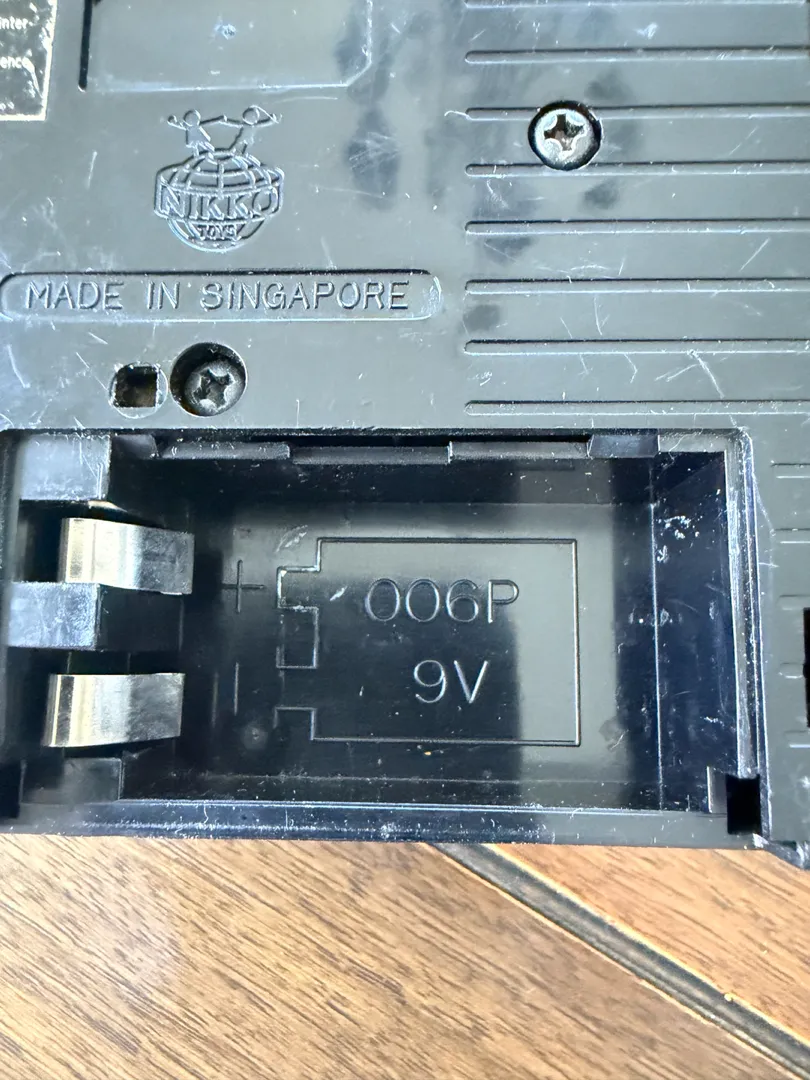 NIKKO
TOYS
MADE IN SINGAPORE
+
006P
9V
−